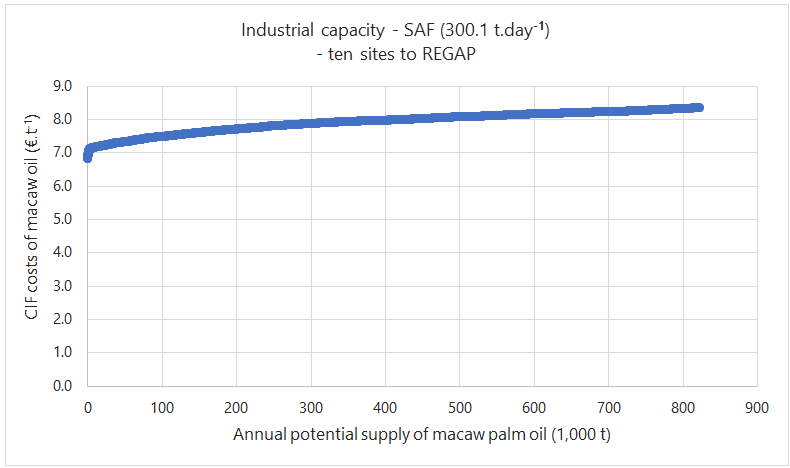 Industrial capacity - SAF (300.1 t.day⁻¹)
- ten sites to REGAP
CIF costs of macaw oil (€.t⁻¹)
9.0
8.0
7.0
6.0
5.0
4.0
3.0
2.0
1.0
0.0
0 100 200 300 400 500 600 700 800 900
Annual potential supply of macaw palm oil (1,000 t)